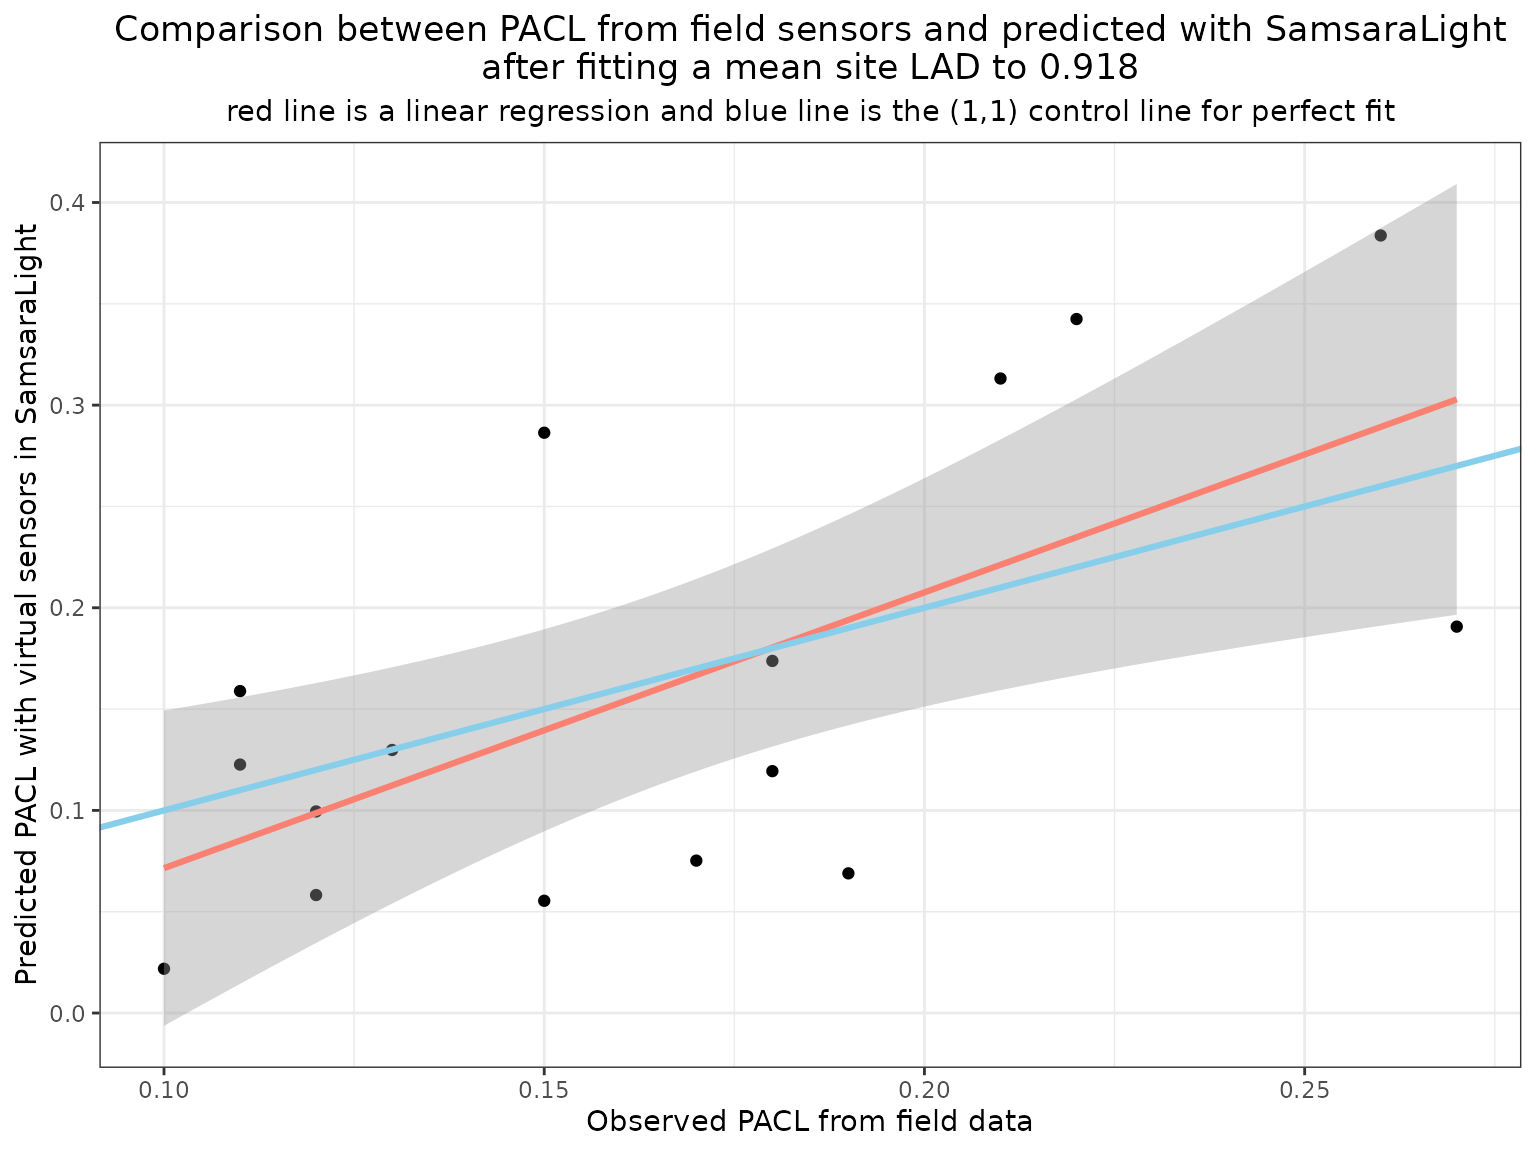 Comparison between PACL from field sensors and predicted with SamsaraLight
after fitting a mean site LAD to 0.918
red line is a linear regression and blue line is the (1,1) control line for perfect fit
Predicted PACL with virtual sensors in SamsaraLight
0.4
0.3
0.2
0.1
0.0
0.10 0.15 0.20 0.25
Observed PACL from field data